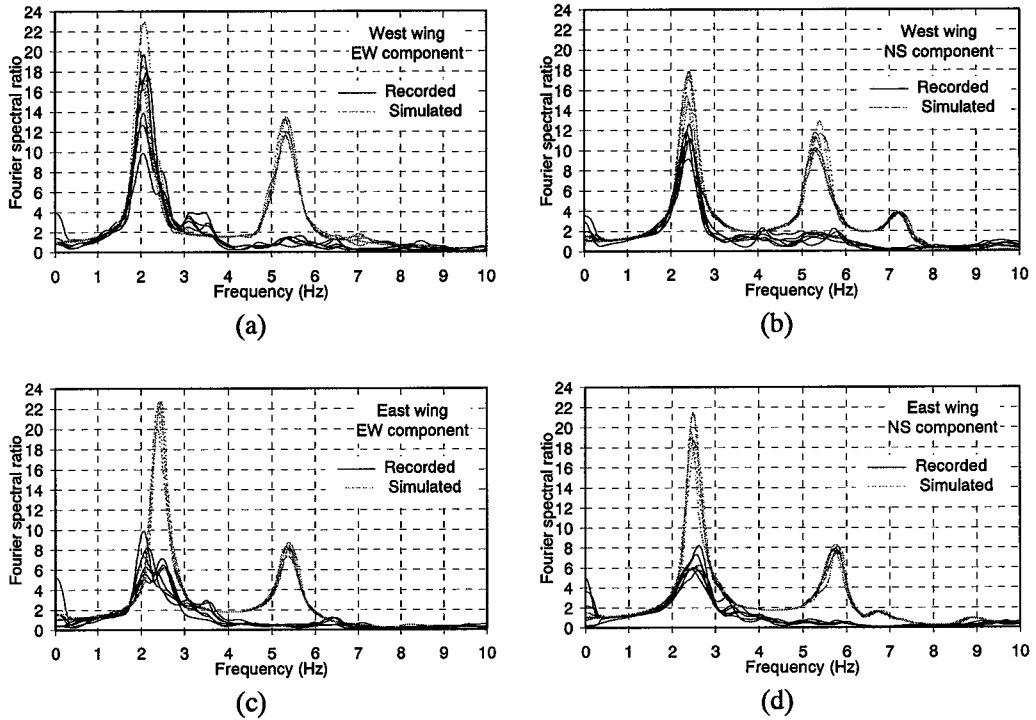 24
22
20
18
16
14
12
10
8
6
4
2
0
Fourier spectral ratio
West wing
EW component
Recorded
Simulated
0 1 2 3 4 5 6 7 8 9 10
Frequency (Hz)
(a)
24
22
20
18
16
14
12
10
8
6
4
2
0
Fourier spectral ratio
West wing
NS component
Recorded
Simulated
0 1 2 3 4 5 6 7 8 9 10
Frequency (Hz)
(b)
24
22
20
18
16
14
12
10
8
6
4
2
0
Fourier spectral ratio
East wing
EW component
Recorded
Simulated
0 1 2 3 4 5 6 7 8 9 10
Frequency (Hz)
(c)
24
22
20
18
16
14
12
10
8
6
4
2
0
Fourier spectral ratio
East wing
NS component
Recorded
Simulated
0 1 2 3 4 5 6 7 8 9 10
Frequency (Hz)
(d)